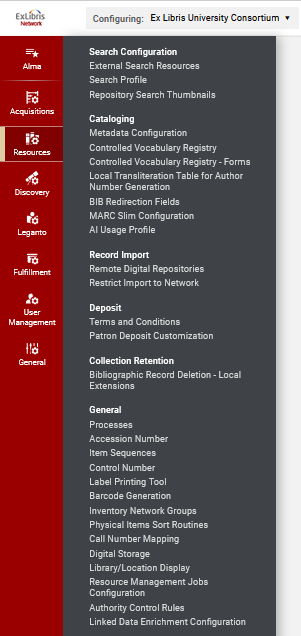 ExLibris
Network
Configuring: Ex Libris University Consortium
Alma
Acquisitions
Resources
Discovery
Leganto
Fulfillment
User
Management
General
Search Configuration
External Search Resources
Search Profile
Repository Search Thumbnails
Cataloging
Metadata Configuration
Controlled Vocabulary Registry
Controlled Vocabulary Registry - Forms
Local Transliteration Table for Author
Number Generation
BIB Redirection Fields
MARC Slim Configuration
AI Usage Profile
Record Import
Remote Digital Repositories
Restrict Import to Network
Deposit
Terms and Conditions
Patron Deposit Customization
Collection Retention
Bibliographic Record Deletion - Local
Extensions
General
Processes
Accession Number
Item Sequences
Control Number
Label Printing Tool
Barcode Generation
Inventory Network Groups
Physical Items Sort Routines
Call Number Mapping
Digital Storage
Library/Location Display
Resource Management Jobs
Configuration
Authority Control Rules
Linked Data Enrichment Configuration